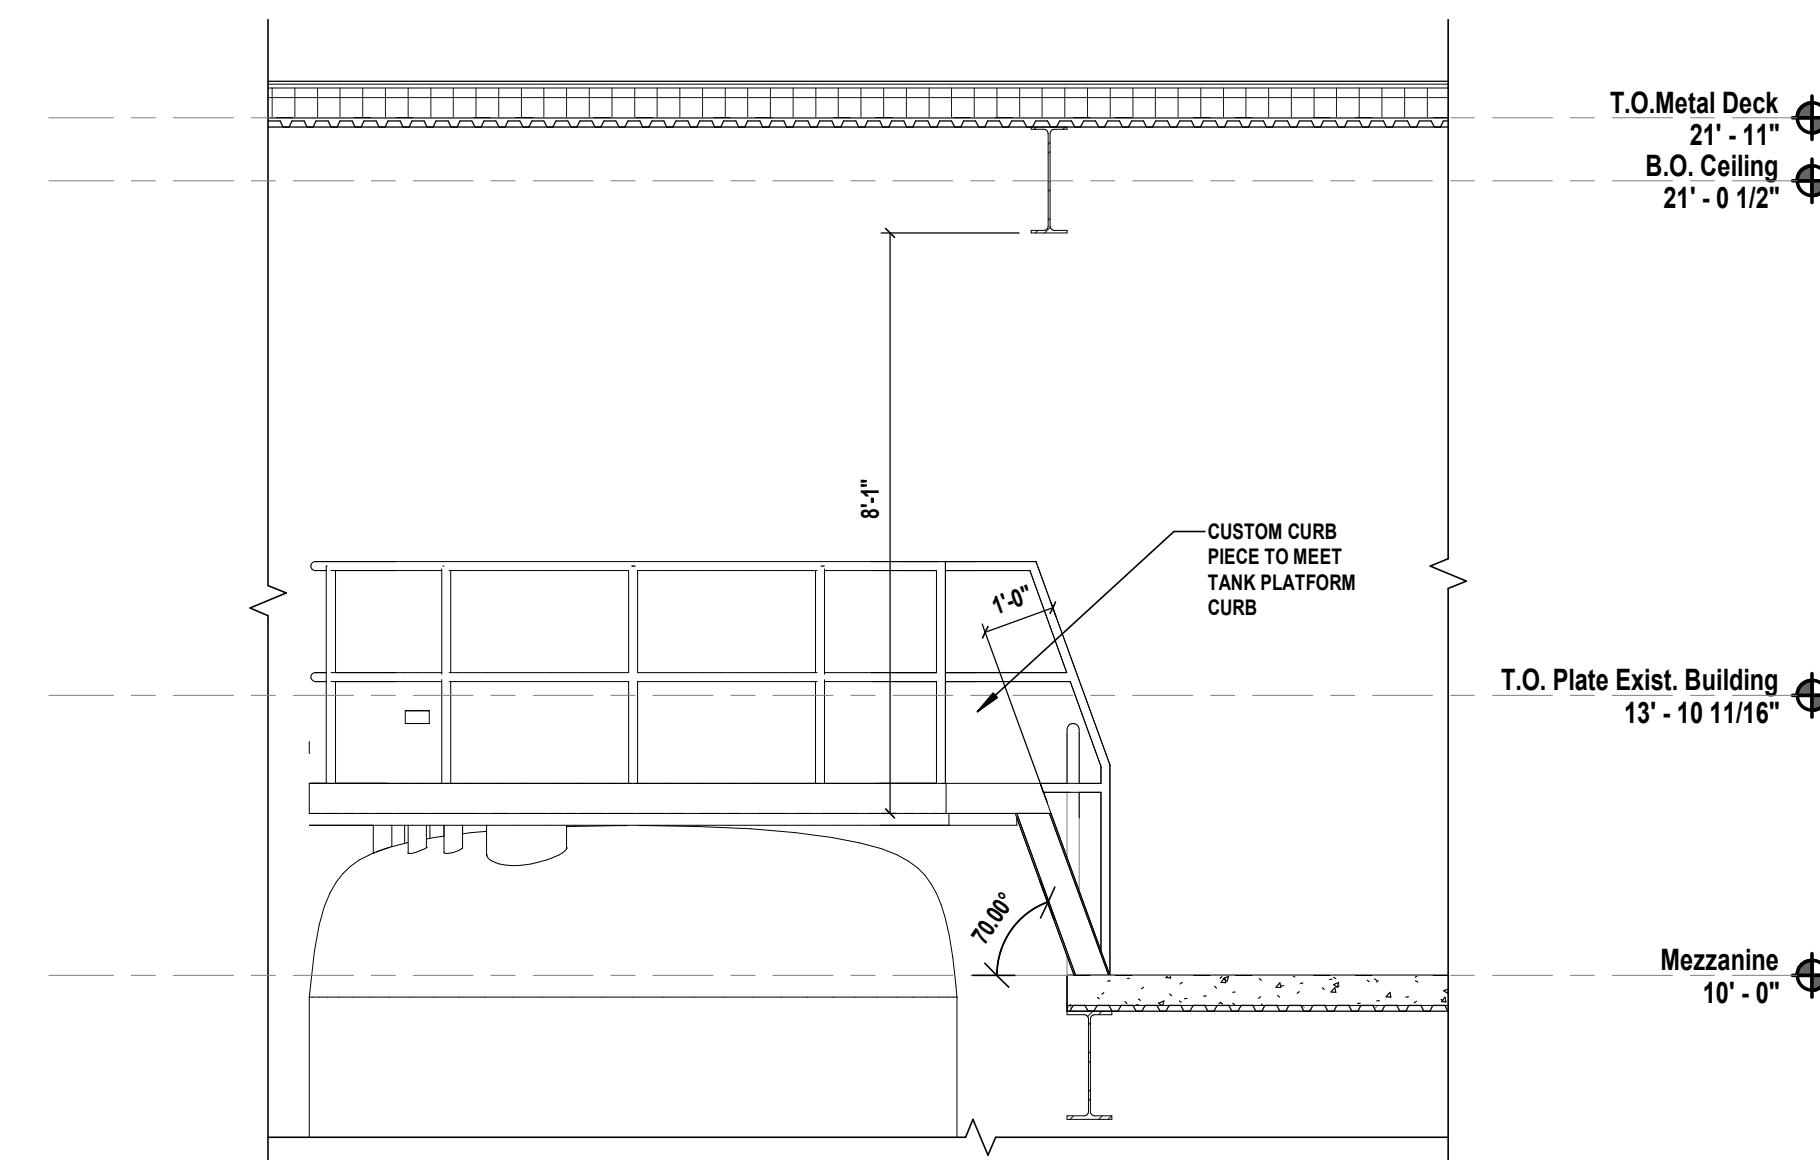 T.O.Metal Deck
21' - 11"
B.O. Ceiling
21' - 0 1/2"
8'-1"
CUSTOM CURB
PIECE TO MEET
TANK PLATFORM
CURB
1'-0"
T.O. Plate Exist. Building
13' - 10 11/16"
70.00°
Mezzanine
10' - 0"